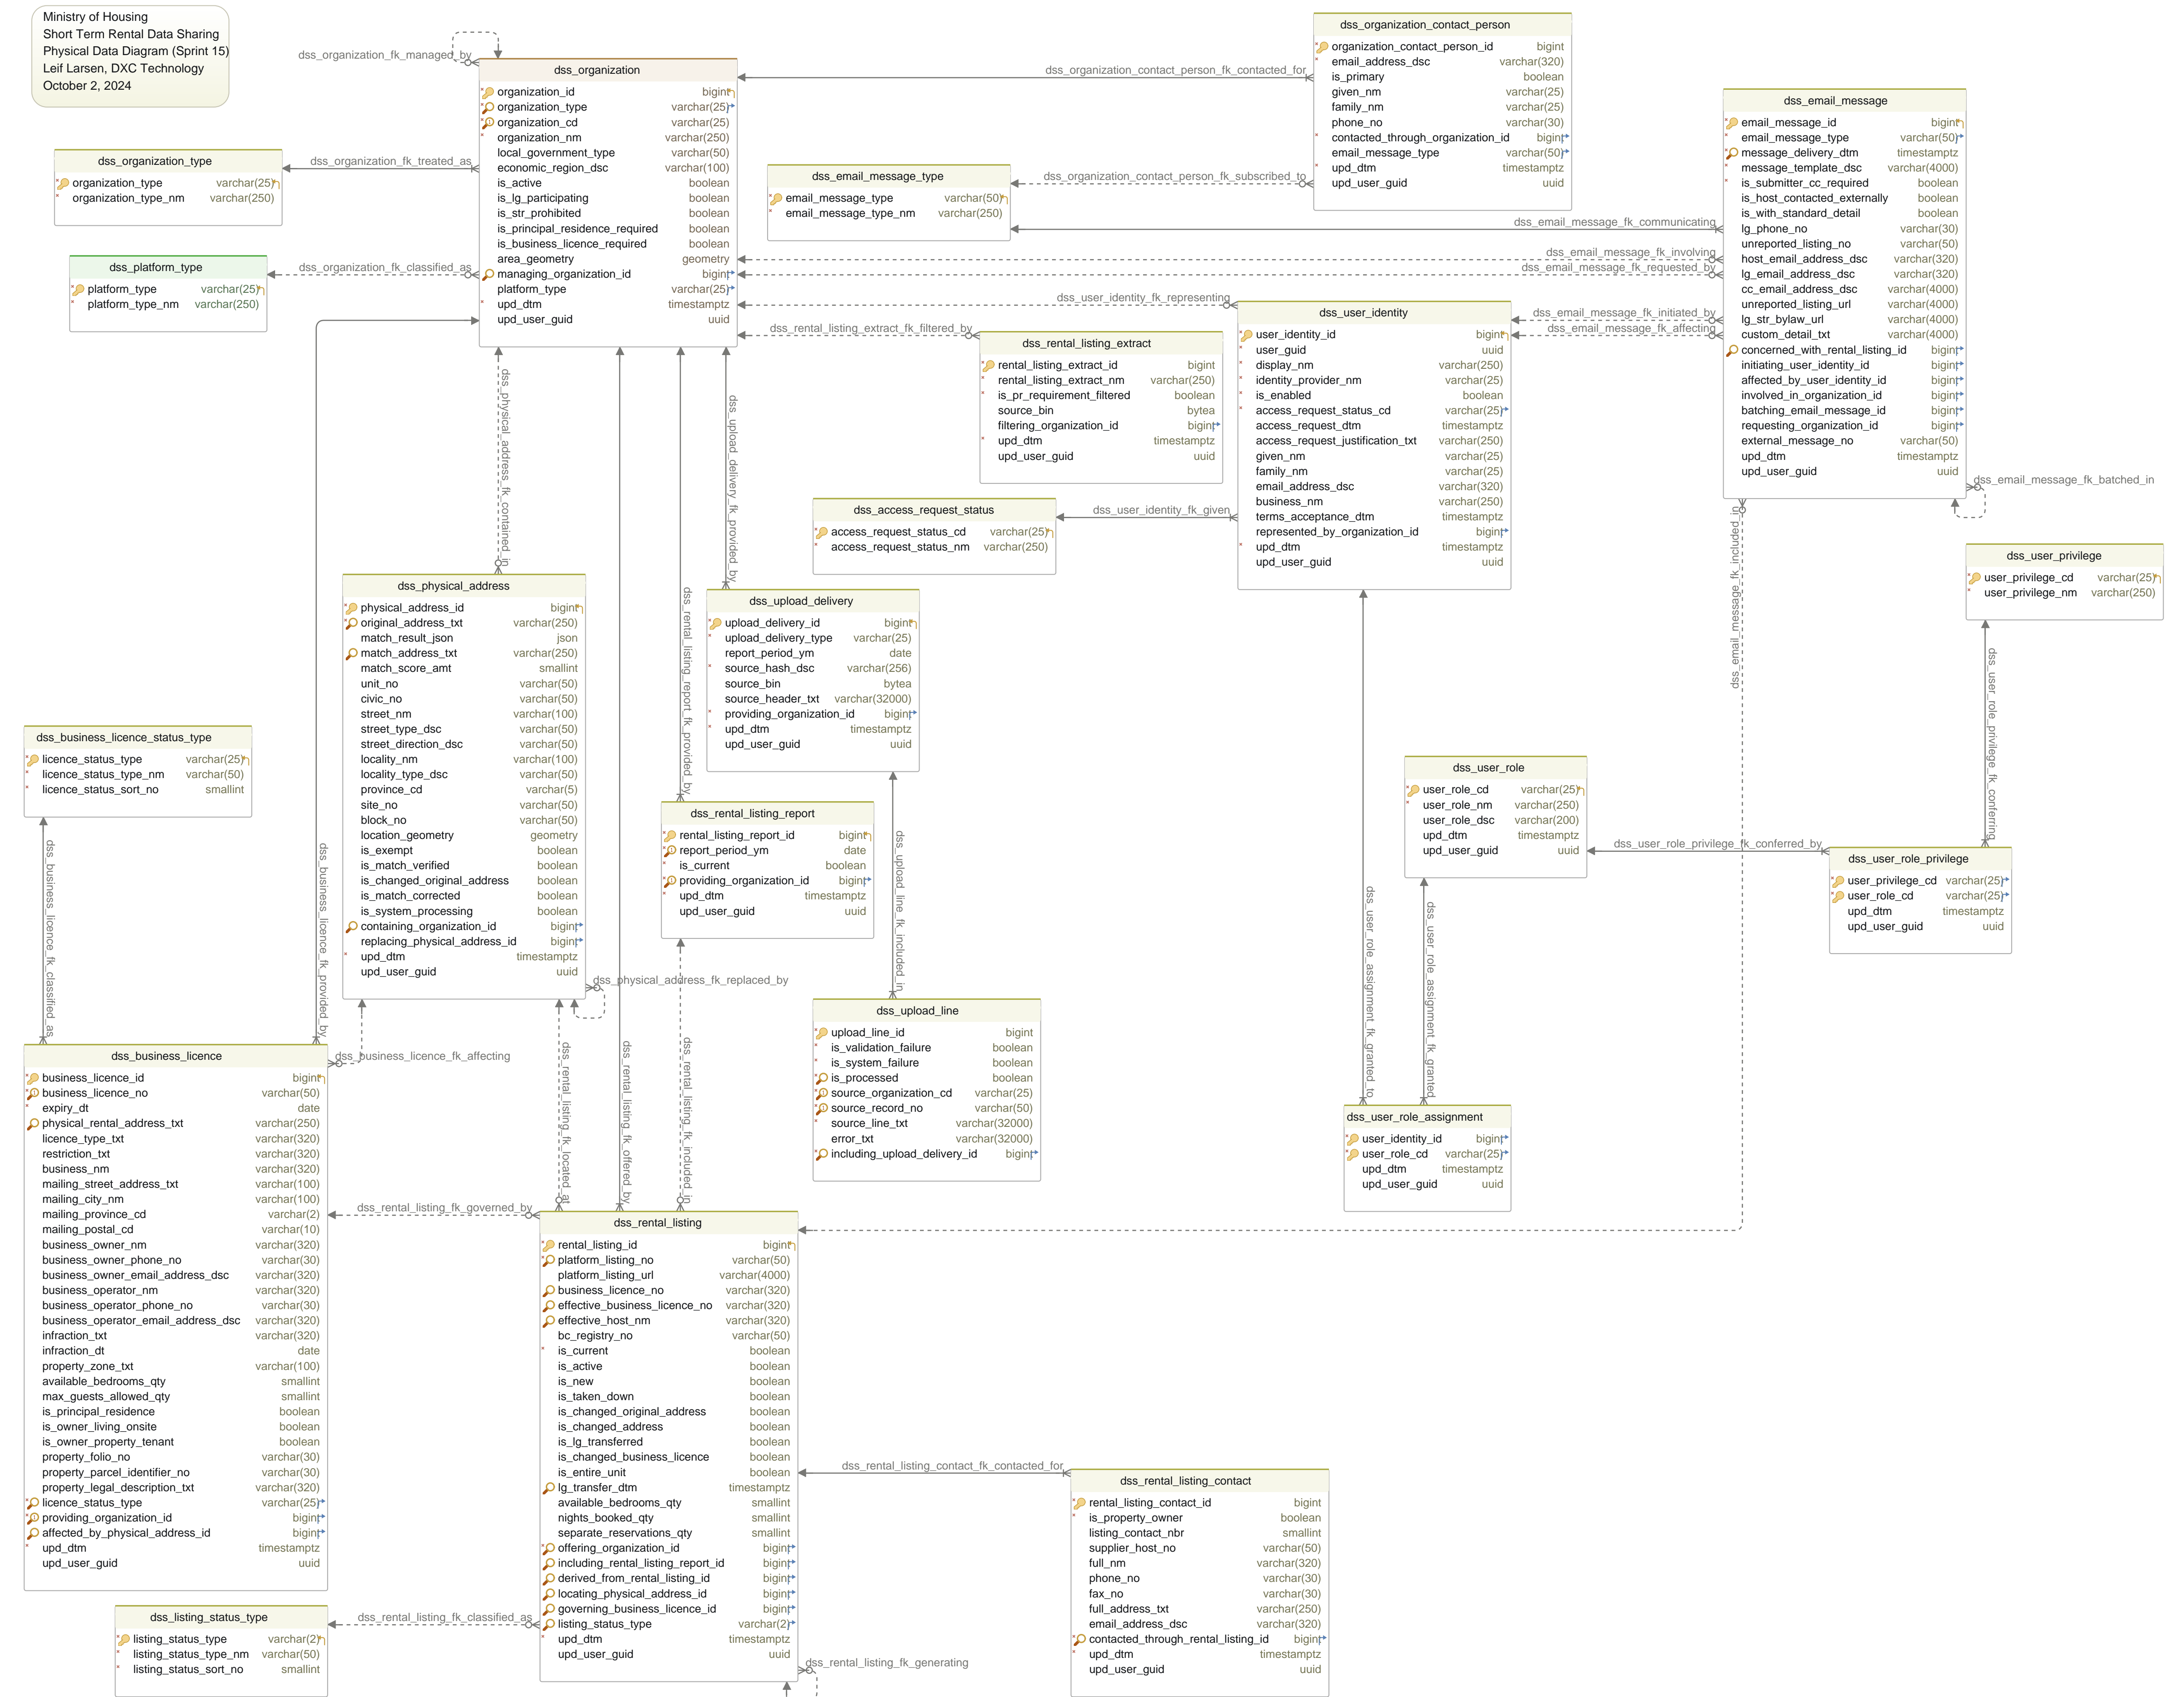 Ministry of Housing
Short Term Rental Data Sharing
Physical Data Diagram (Sprint 15)
Leif Larsen, DXC Technology
October 2, 2024
dss_organization_fk_managed_by
dss_organization
organization_id bigint
organization_type varchar(25)
organization_cd varchar(25)
organization_nm varchar(250)
local_government_type varchar(50)
economic_region_dsc varchar(100)
is_active boolean
is_lg_participating boolean
is_str_prohibited boolean
is_principal_residence_required boolean
is_business_licence_required boolean
area_geometry geometry
managing_organization_id bigint
platform_type varchar(25)
upd_dtm timestamptz
upd_user_guid uuid
dss_organization_contact_person_fk_contacted_for
dss_organization_contact_person
organization_contact_person_id bigint
email_address_dsc varchar(320)
is_primary boolean
given_nm varchar(25)
family_nm varchar(25)
phone_no varchar(30)
contacted_through_organization_id bigint
email_message_type varchar(50)
upd_dtm timestamptz
upd_user_guid uuid
dss_email_message
email_message_id bigint
email_message_type varchar(50)
message_delivery_dtm timestamptz
message_template_dsc varchar(4000)
is_submitter_cc_required boolean
is_host_contacted_externally boolean
is_with_standard_detail boolean
lg_phone_no varchar(30)
unreported_listing_no varchar(50)
host_email_address_dsc varchar(320)
lg_email_address_dsc varchar(320)
cc_email_address_dsc varchar(4000)
unreported_listing_url varchar(4000)
lg_str_bylaw_url varchar(4000)
custom_detail_txt varchar(4000)
concerned_with_rental_listing_id bigint
initiating_user_identity_id bigint
affected_by_user_identity_id bigint
involved_in_organization_id bigint
batching_email_message_id bigint
requesting_organization_id bigint
external_message_no varchar(50)
upd_dtm timestamptz
upd_user_guid uuid
dss_email_message_fk_batched_in
dss_organization_type
organization_type varchar(25)
organization_type_nm varchar(250)
dss_organization_fk_treated_as
dss_email_message_type
email_message_type varchar(50)
email_message_type_nm varchar(250)
dss_organization_contact_person_fk_subscribed_to
dss_email_message_fk_communicating
dss_email_message_fk_involving
dss_email_message_fk_requested_by
dss_platform_type
platform_type varchar(25)
platform_type_nm varchar(250)
dss_organization_fk_classified_as
dss_user_identity_fk_representing
dss_rental_listing_extract_fk_filtered_by
dss_email_message_fk_initiated_by
dss_email_message_fk_affecting
dss_user_identity
user_identity_id bigint
user_guid uuid
display_nm varchar(250)
identity_provider_nm varchar(25)
is_enabled boolean
access_request_status_cd varchar(25)
access_request_dtm timestamptz
access_request_justification_txt varchar(250)
given_nm varchar(25)
family_nm varchar(25)
email_address_dsc varchar(320)
business_nm varchar(250)
terms_acceptance_dtm timestamptz
represented_by_organization_id bigint
upd_dtm timestamptz
upd_user_guid uuid
dss_rental_listing_extract
rental_listing_extract_id bigint
rental_listing_extract_nm varchar(250)
is_pr_requirement_filtered boolean
source_bin bytea
filtering_organization_id bigint
upd_dtm timestamptz
upd_user_guid uuid
dss_access_request_status
access_request_status_cd varchar(25)
access_request_status_nm varchar(250)
dss_user_identity_fk_given
dss_physical_address_fk_contained_in
dss_upload_delivery_fk_provided_by
dss_rental_listing_report_fk_provided_by
dss_email_message_fk_included_in
dss_user_privilege
user_privilege_cd varchar(25)
user_privilege_nm varchar(250)
dss_user_role_privilege_fk_conferring
dss_physical_address
physical_address_id bigint
original_address_txt varchar(250)
match_result_json json
match_address_txt varchar(250)
match_score_amt smallint
unit_no varchar(50)
civic_no varchar(50)
street_nm varchar(100)
street_type_dsc varchar(50)
street_direction_dsc varchar(50)
locality_nm varchar(100)
locality_type_dsc varchar(50)
province_cd varchar(5)
site_no varchar(50)
block_no varchar(50)
location_geometry geometry
is_exempt boolean
is_match_verified boolean
is_changed_original_address boolean
is_match_corrected boolean
is_system_processing boolean
containing_organization_id bigint
replacing_physical_address_id bigint
upd_dtm timestamptz
upd_user_guid uuid
dss_physical_address_fk_replaced_by
dss_upload_delivery
upload_delivery_id bigint
upload_delivery_type varchar(25)
report_period_ym date
source_hash_dsc varchar(256)
source_bin bytea
source_header_txt varchar(32000)
providing_organization_id bigint
upd_dtm timestamptz
upd_user_guid uuid
dss_business_licence_status_type
licence_status_type varchar(25)
licence_status_type_nm varchar(50)
licence_status_sort_no smallint
dss_business_licence_fk_classified_as
dss_business_licence_fk_provided_by
dss_rental_listing_report
rental_listing_report_id bigint
report_period_ym date
is_current boolean
providing_organization_id bigint
upd_dtm timestamptz
upd_user_guid uuid
dss_upload_line_fk_included_in
dss_user_role
user_role_cd varchar(25)
user_role_nm varchar(250)
user_role_dsc varchar(200)
upd_dtm timestamptz
upd_user_guid uuid
dss_user_role_privilege_fk_conferred_by
dss_user_role_privilege
user_privilege_cd varchar(25)
user_role_cd varchar(25)
upd_dtm timestamptz
upd_user_guid uuid
dss_user_role_assignment_fk_granted_to
dss_user_role_assignment_fk_granted
dss_upload_line
upload_line_id bigint
is_validation_failure boolean
is_system_failure boolean
is_processed boolean
source_organization_cd varchar(25)
source_record_no varchar(50)
source_line_txt varchar(32000)
error_txt varchar(32000)
including_upload_delivery_id bigint
dss_user_role_assignment
user_identity_id bigint
user_role_cd varchar(25)
upd_dtm timestamptz
upd_user_guid uuid
dss_business_licence
business_licence_id bigint
business_licence_no varchar(50)
expiry_dt date
physical_rental_address_txt varchar(250)
licence_type_txt varchar(320)
restriction_txt varchar(320)
business_nm varchar(320)
mailing_street_address_txt varchar(100)
mailing_city_nm varchar(100)
mailing_province_cd varchar(2)
mailing_postal_cd varchar(10)
business_owner_nm varchar(320)
business_owner_phone_no varchar(30)
business_owner_email_address_dsc varchar(320)
business_operator_nm varchar(320)
business_operator_phone_no varchar(30)
business_operator_email_address_dsc varchar(320)
infraction_txt varchar(320)
infraction_dt date
property_zone_txt varchar(100)
available_bedrooms_qty smallint
max_guests_allowed_qty smallint
is_principal_residence boolean
is_owner_living_onsite boolean
is_owner_property_tenant boolean
property_folio_no varchar(30)
property_parcel_identifier_no varchar(30)
property_legal_description_txt varchar(320)
licence_status_type varchar(25)
providing_organization_id bigint
affected_by_physical_address_id bigint
upd_dtm timestamptz
upd_user_guid uuid
dss_business_licence_fk_affecting
dss_rental_listing_fk_located_at
dss_rental_listing_fk_offered_by
dss_rental_listing_fk_included_in
dss_rental_listing_fk_governed_by
dss_rental_listing
rental_listing_id bigint
platform_listing_no varchar(50)
platform_listing_url varchar(4000)
business_licence_no varchar(320)
effective_business_licence_no varchar(320)
effective_host_nm varchar(320)
bc_registry_no varchar(50)
is_current boolean
is_active boolean
is_new boolean
is_taken_down boolean
is_changed_original_address boolean
is_changed_address boolean
is_lg_transferred boolean
is_changed_business_licence boolean
is_entire_unit boolean
lg_transfer_dtm timestamptz
available_bedrooms_qty smallint
nights_booked_qty smallint
separate_reservations_qty smallint
offering_organization_id bigint
including_rental_listing_report_id bigint
derived_from_rental_listing_id bigint
locating_physical_address_id bigint
governing_business_licence_id bigint
listing_status_type varchar(2)
upd_dtm timestamptz
upd_user_guid uuid
dss_rental_listing_fk_generating
dss_rental_listing_contact_fk_contacted_for
dss_rental_listing_contact
rental_listing_contact_id bigint
is_property_owner boolean
listing_contact_nbr smallint
supplier_host_no varchar(50)
full_nm varchar(320)
phone_no varchar(30)
fax_no varchar(30)
full_address_txt varchar(250)
email_address_dsc varchar(320)
contacted_through_rental_listing_id bigint
upd_dtm timestamptz
upd_user_guid uuid
dss_listing_status_type
listing_status_type varchar(2)
listing_status_type_nm varchar(50)
listing_status_sort_no smallint
dss_rental_listing_fk_classified_as